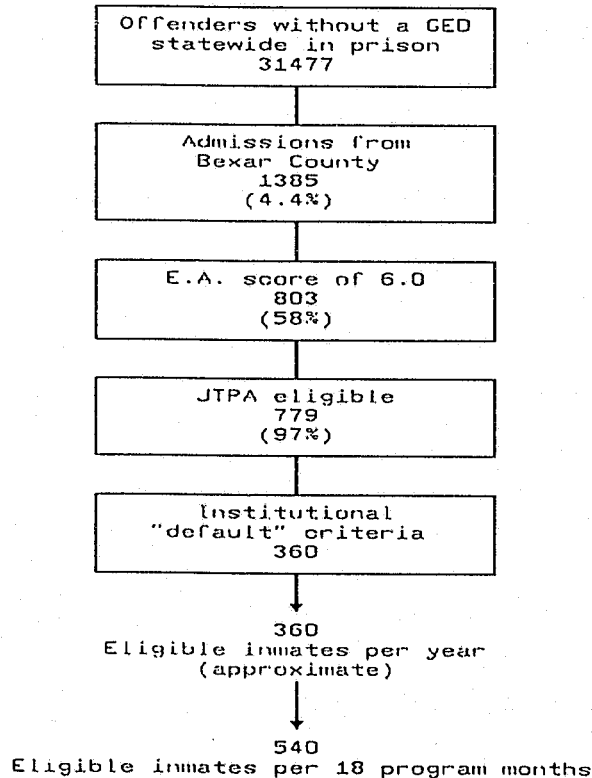 Offenders without a GED
statewide in prison
31477
Admissions from
Bexar County
1385
(4.4%)
E.A. score of 6.0
803
(58%)
JTPA eligible
779
(97%)
Institutional
"default" criteria
360
360
Eligible inmates per year
(approximate)
540
Eligible inmates per 18 program months